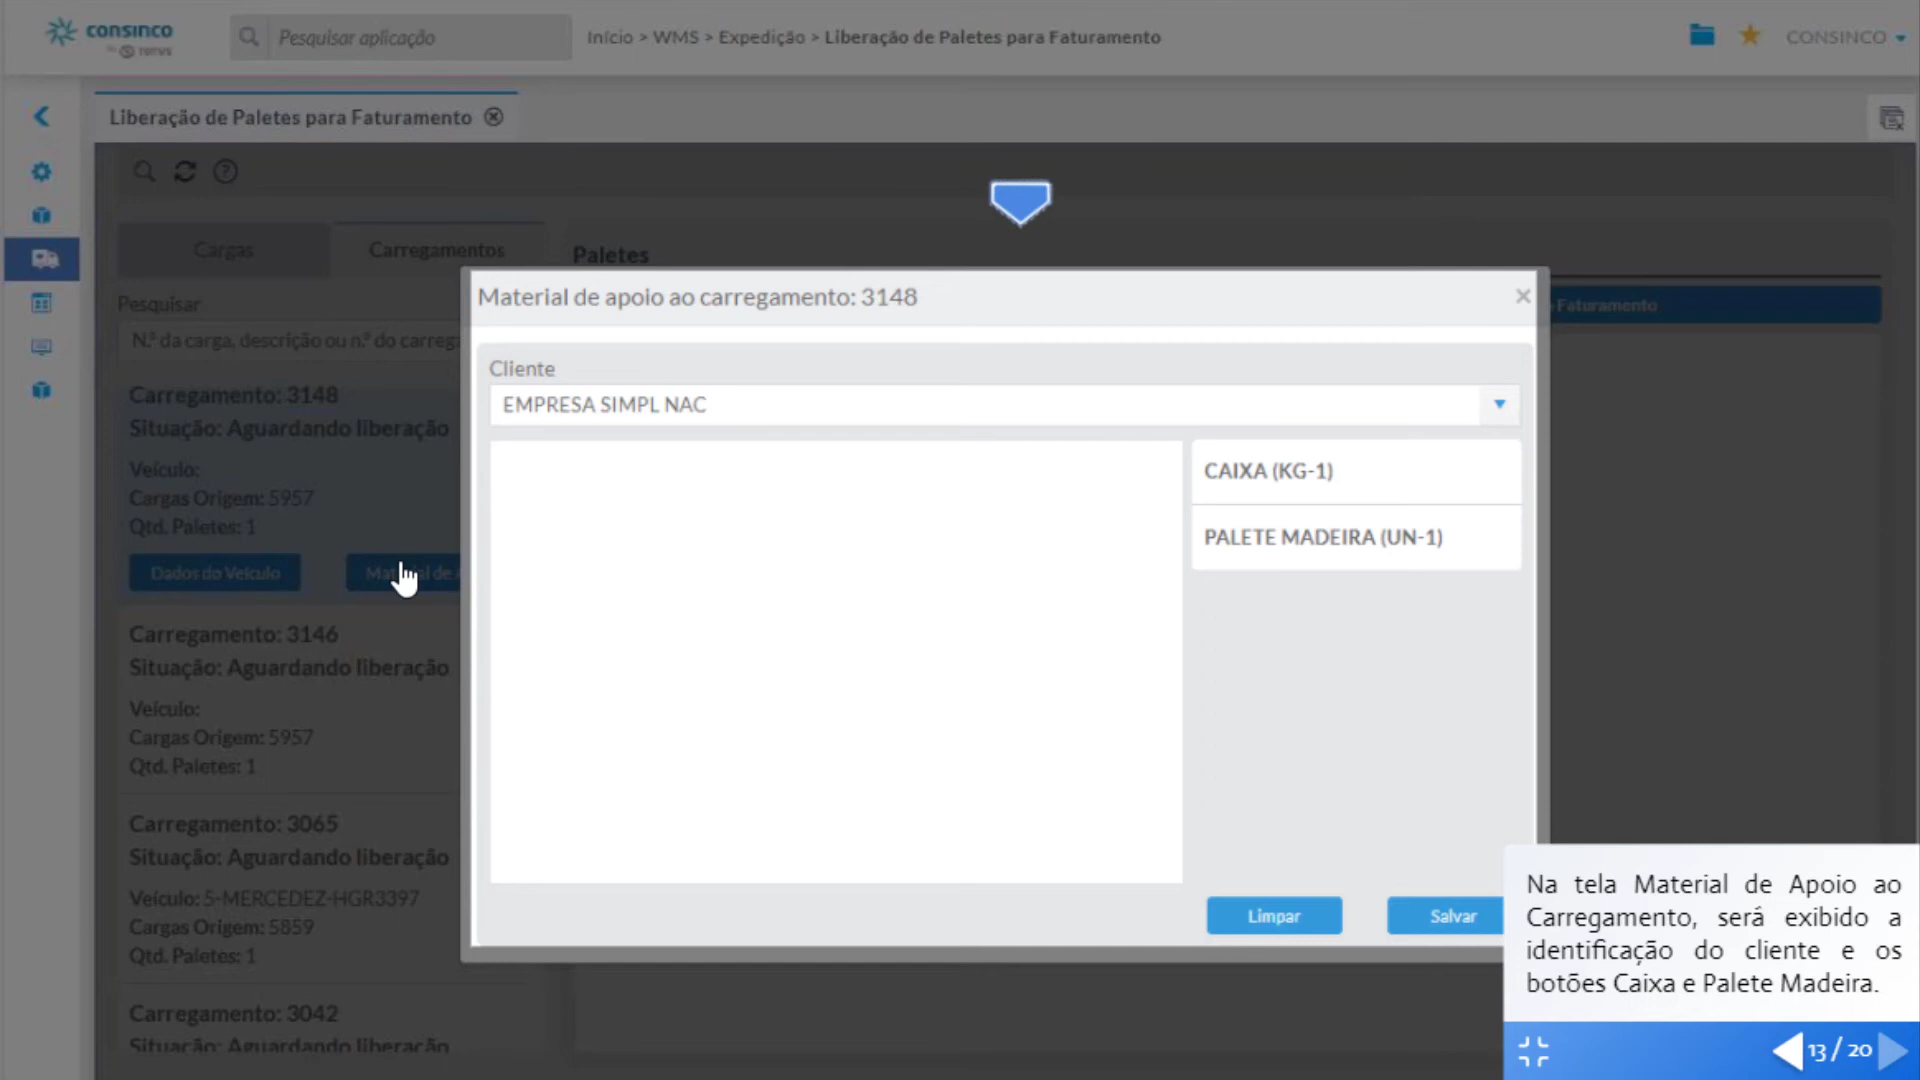 consinco
Pesquisar aplicação
Início > WMS > Expedição > Liberação de Paletes para Faturamento
CONSINCO
Liberação de Paletes para Faturamento
Cargas
Carregamentos
Paletes
Pesquisar
N.º da carga, descrição ou n.º do carreg
Faturamento
Carregamento: 3148
Situação: Aguardando liberação
Veículo:
Cargas Origem: 5957
Qtd. Paletes: 1
Dados do Veículo
Material de A
Carregamento: 3146
Situação: Aguardando liberação
Veículo:
Cargas Origem: 5957
Qtd. Paletes: 1
Carregamento: 3065
Situação: Aguardando liberação
Veículo: 5-MERCEDEZ-HGR3397
Cargas Origem: 5859
Qtd. Paletes: 1
Carregamento: 3042
Situação: Aguardando liberação
Material de apoio ao carregamento: 3148
Cliente
EMPRESA SIMPL NAC
CAIXA (KG-1)
PALETE MADEIRA (UN-1)
Limpar
Salvar
Na tela Material de Apoio ao
Carregamento, será exibido a
identificação do cliente e os
botões Caixa e Palete Madeira.
13 / 20